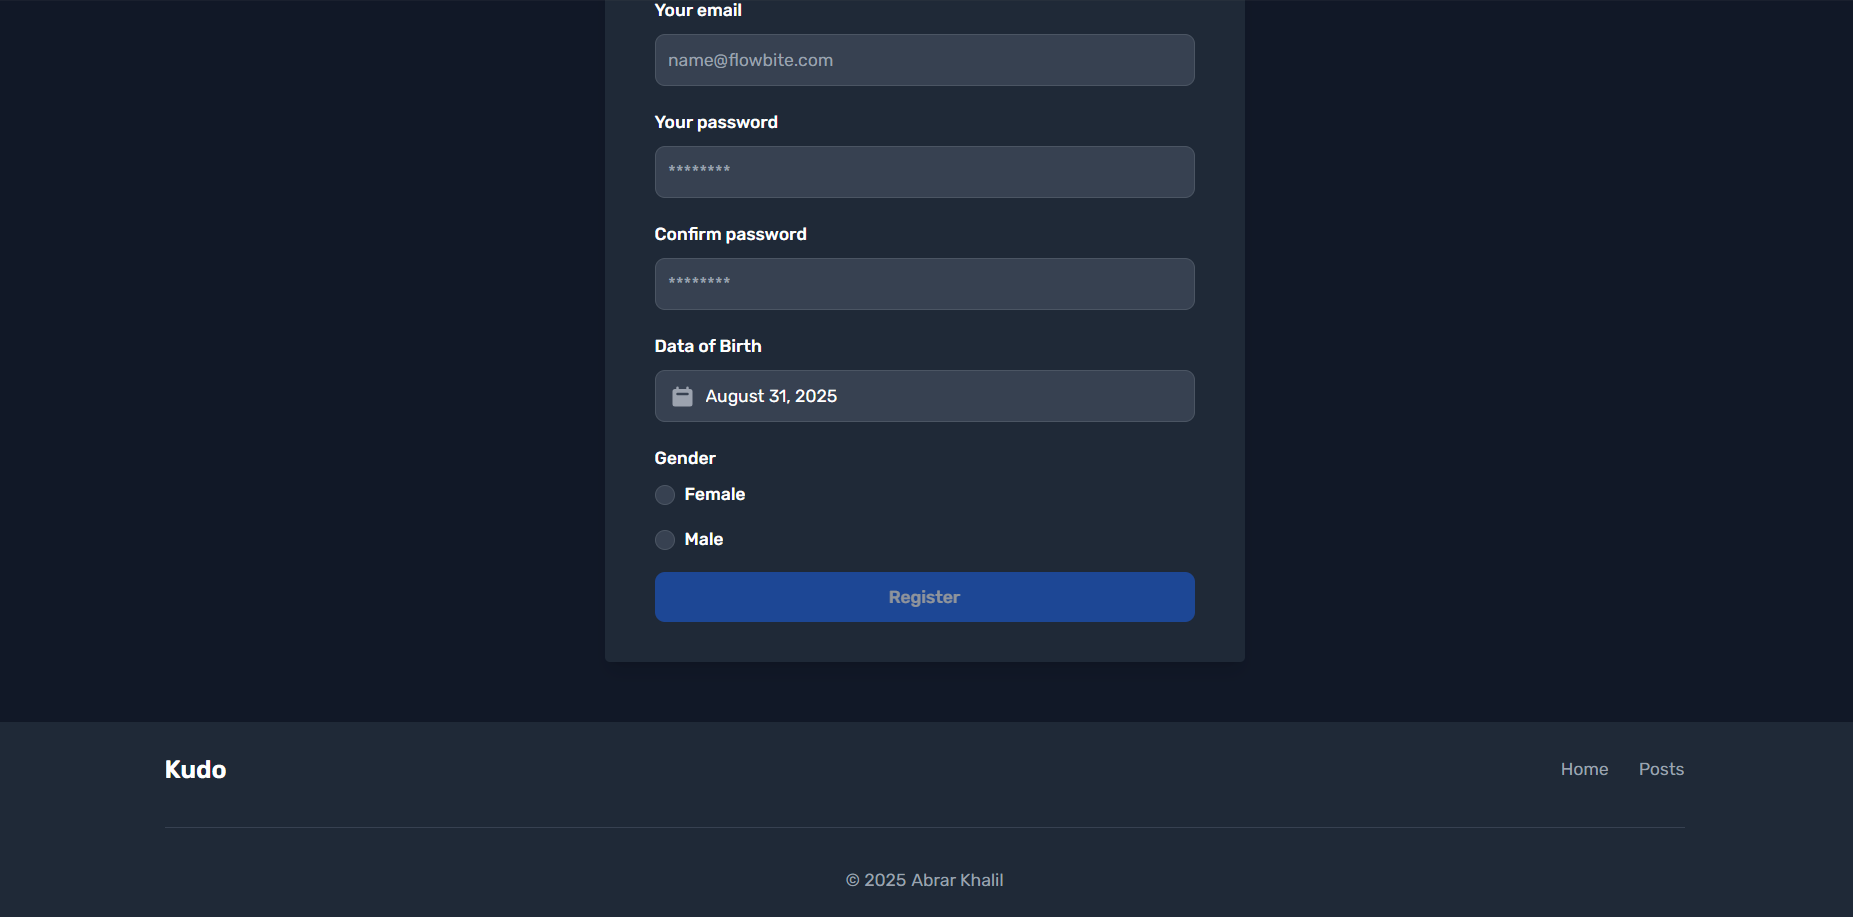 Your email
name@flowbite.com
Your password
********
Confirm password
********
Data of Birth
August 31, 2025
Gender
Female
Male
Register
Kudo
Home Posts
© 2025 Abrar Khalil